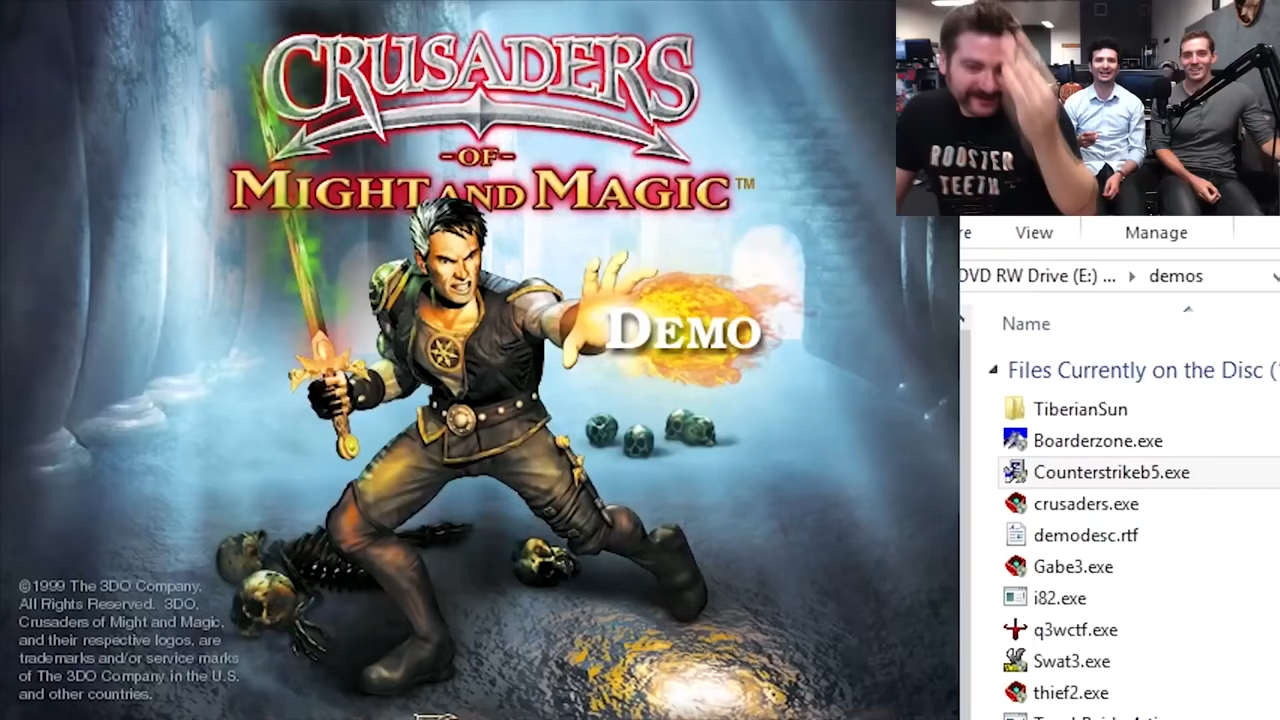 CRUSADERS
-OF-
MIGHT AND MAGIC™
DEMO
©1999 The 3DO Company.
All Rights Reserved. 3DO,
Crusaders of Might and Magic,
and their respective logos, are
trademarks and/or service marks
of The 3DO Company in the U.S.
and other countries.
ROOSTER
TEETH
re View Manage
DVD RW Drive (E:) ... demos
Name
Files Currently on the Disc (
TiberianSun
Boarderzone.exe
Counterstrikeb5.exe
crusaders.exe
demodesc.rtf
Gabe3.exe
i82.exe
q3wctf.exe
Swat3.exe
thief2.exe